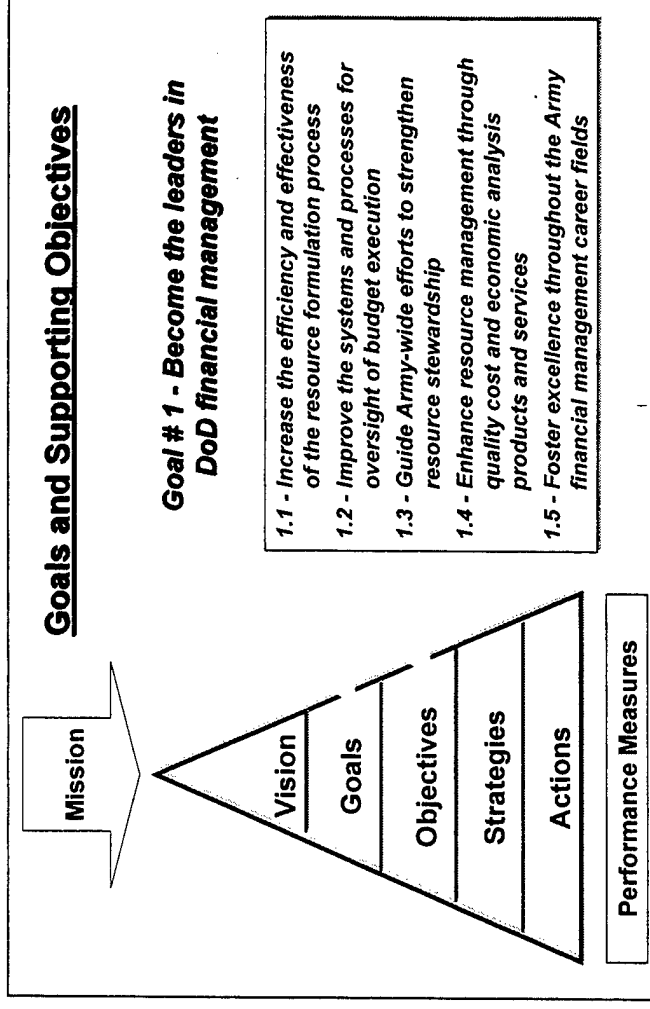 Goals and Supporting Objectives
Mission
Vision
Goals
Objectives
Strategies
Actions
Performance Measures
Goal # 1 - Become the leaders in
DoD financial management
1.1 - Increase the efficiency and effectiveness
of the resource formulation process
1.2 - Improve the systems and processes for
oversight of budget execution
1.3 - Guide Army-wide efforts to strengthen
resource stewardship
1.4 - Enhance resource management through
quality cost and economic analysis
products and services
1.5 - Foster excellence throughout the Army
financial management career fields